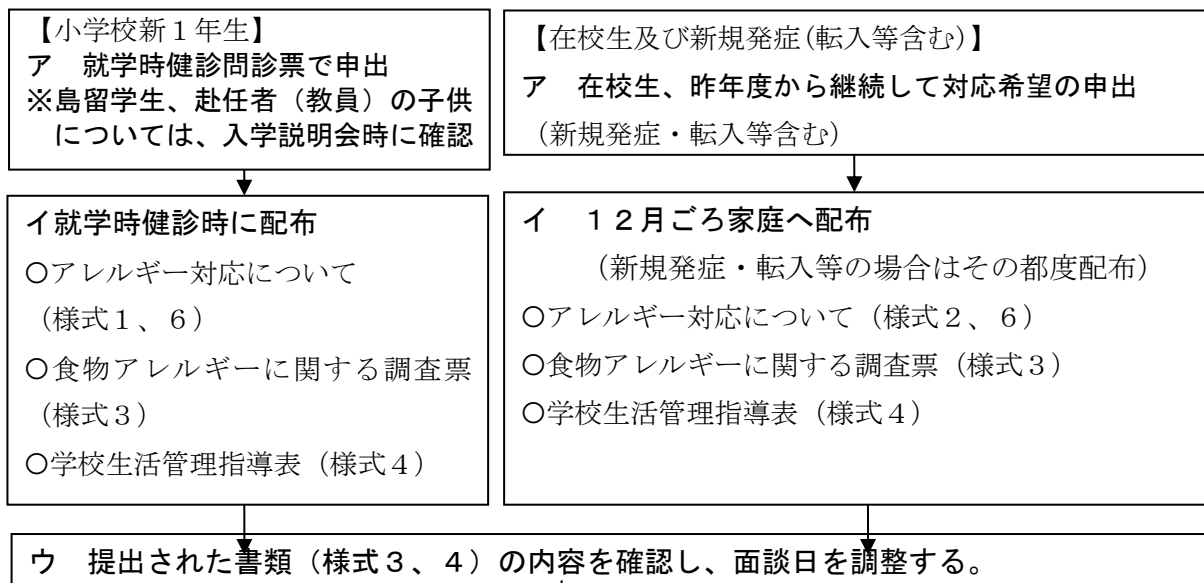 【小学校新１年生】
ア　就学時健診問診票で申出
※島留学生、赴任者（教員）の子供
については、入学説明会時に確認
イ就学時健診時に配布
○アレルギー対応について
（様式１、６）
○食物アレルギーに関する調査票
（様式３）
○学校生活管理指導表（様式４）
【在校生及び新規発症（転入等含む）】
ア　在校生、昨年度から継続して対応希望の申出
（新規発症・転入等含む）
イ　１２月ごろ家庭へ配布
（新規発症・転入等の場合はその都度配布）
○アレルギー対応について（様式２、６）
○食物アレルギーに関する調査票（様式３）
○学校生活管理指導表（様式４）
ウ　提出された書類（様式３、４）の内容を確認し、面談日を調整する。